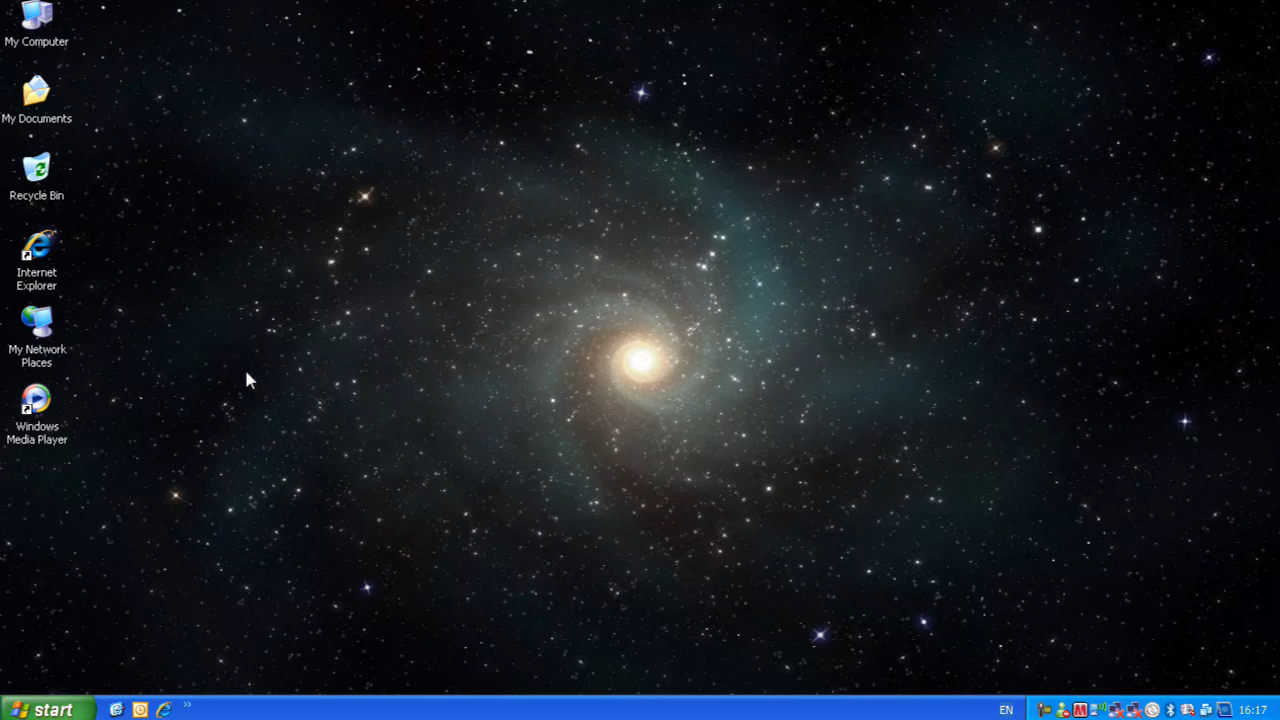 My Computer
My Documents
Recycle Bin
Internet
Explorer
My Network
Places
Windows
Media Player
start
EN
16:17